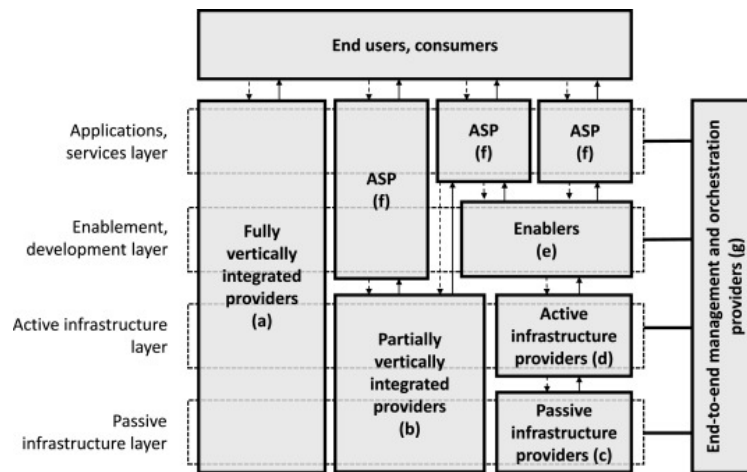 End users, consumers
Applications,
services layer
ASP
(f)
ASP
(f)
ASP
(f)
Enablement,
development layer
Fully
vertically
integrated
providers
(a)
Enablers
(e)
Active infrastructure
layer
Partially
vertically
integrated
providers
(b)
Active
infrastructure
providers (d)
Passive
infrastructure layer
Passive
infrastructure
providers (c)
End-to-end management and orchestration
providers (g)